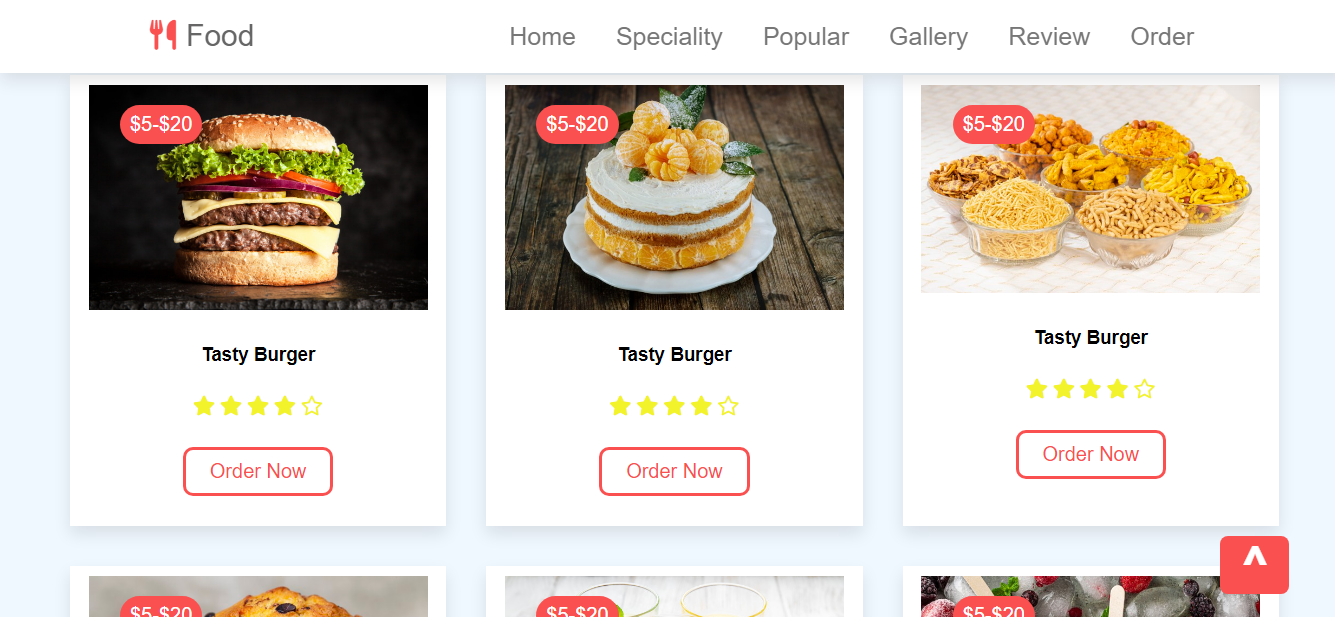 Food
Home Speciality Popular Gallery Review Order
$5-$20
$5-$20
$5-$20
Tasty Burger
Tasty Burger
Tasty Burger
Order Now
Order Now
Order Now
^
$5-$20
$5-$20
$5-$20